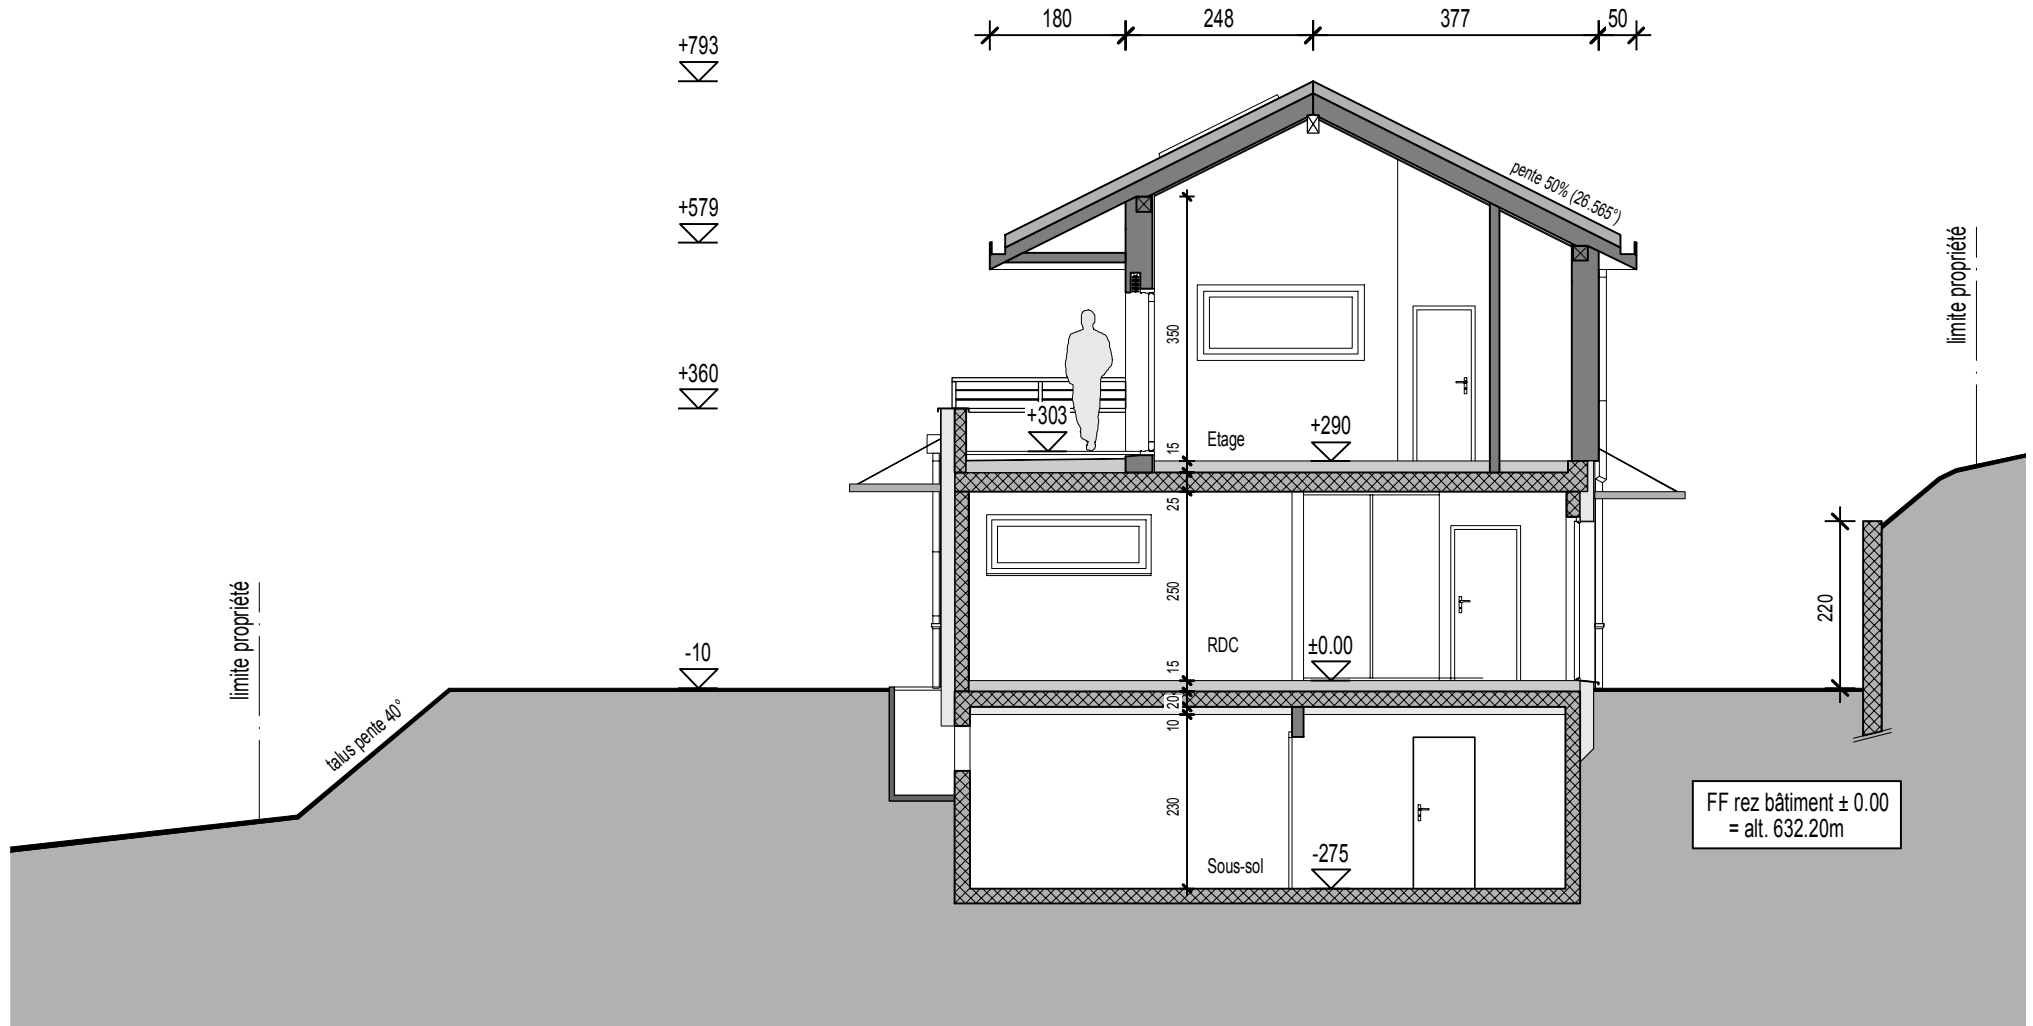 180
248
377
50
+793
pente 50% (26.565°)
+579
limite propriété
350
+360
+303
Etage
+290
15
25
limite propriété
250
220
-10
RDC
±0.00
15
20
10
talus pente 40°
230
FF rez bâtiment ± 0.00
= alt. 632.20m
Sous-sol
-275